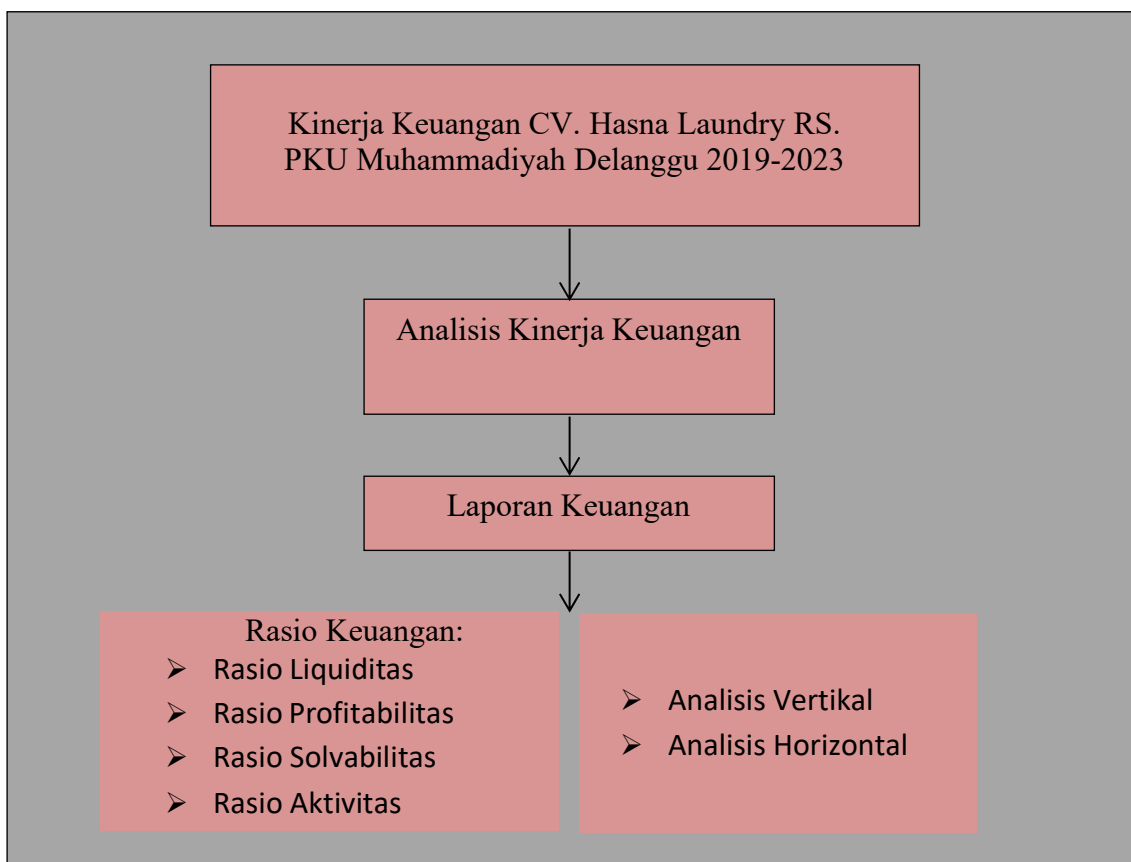 Kinerja Keuangan CV. Hasna Laundry RS.
PKU Muhammadiyah Delanggu 2019-2023
Analisis Kinerja Keuangan
Laporan Keuangan
Rasio Keuangan:
➢ Rasio Liquiditas
➢ Rasio Profitabilitas
➢ Rasio Solvabilitas
➢ Rasio Aktivitas
➢ Analisis Vertikal
➢ Analisis Horizontal